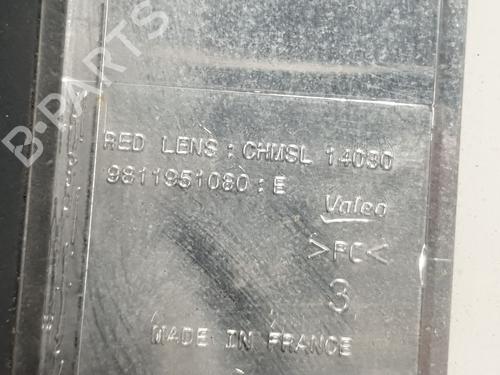 B-PARTS
RED LENS: CHMSL 14080
9811951080:E
Valeo
>PC<
3
MADE IN FRANCE